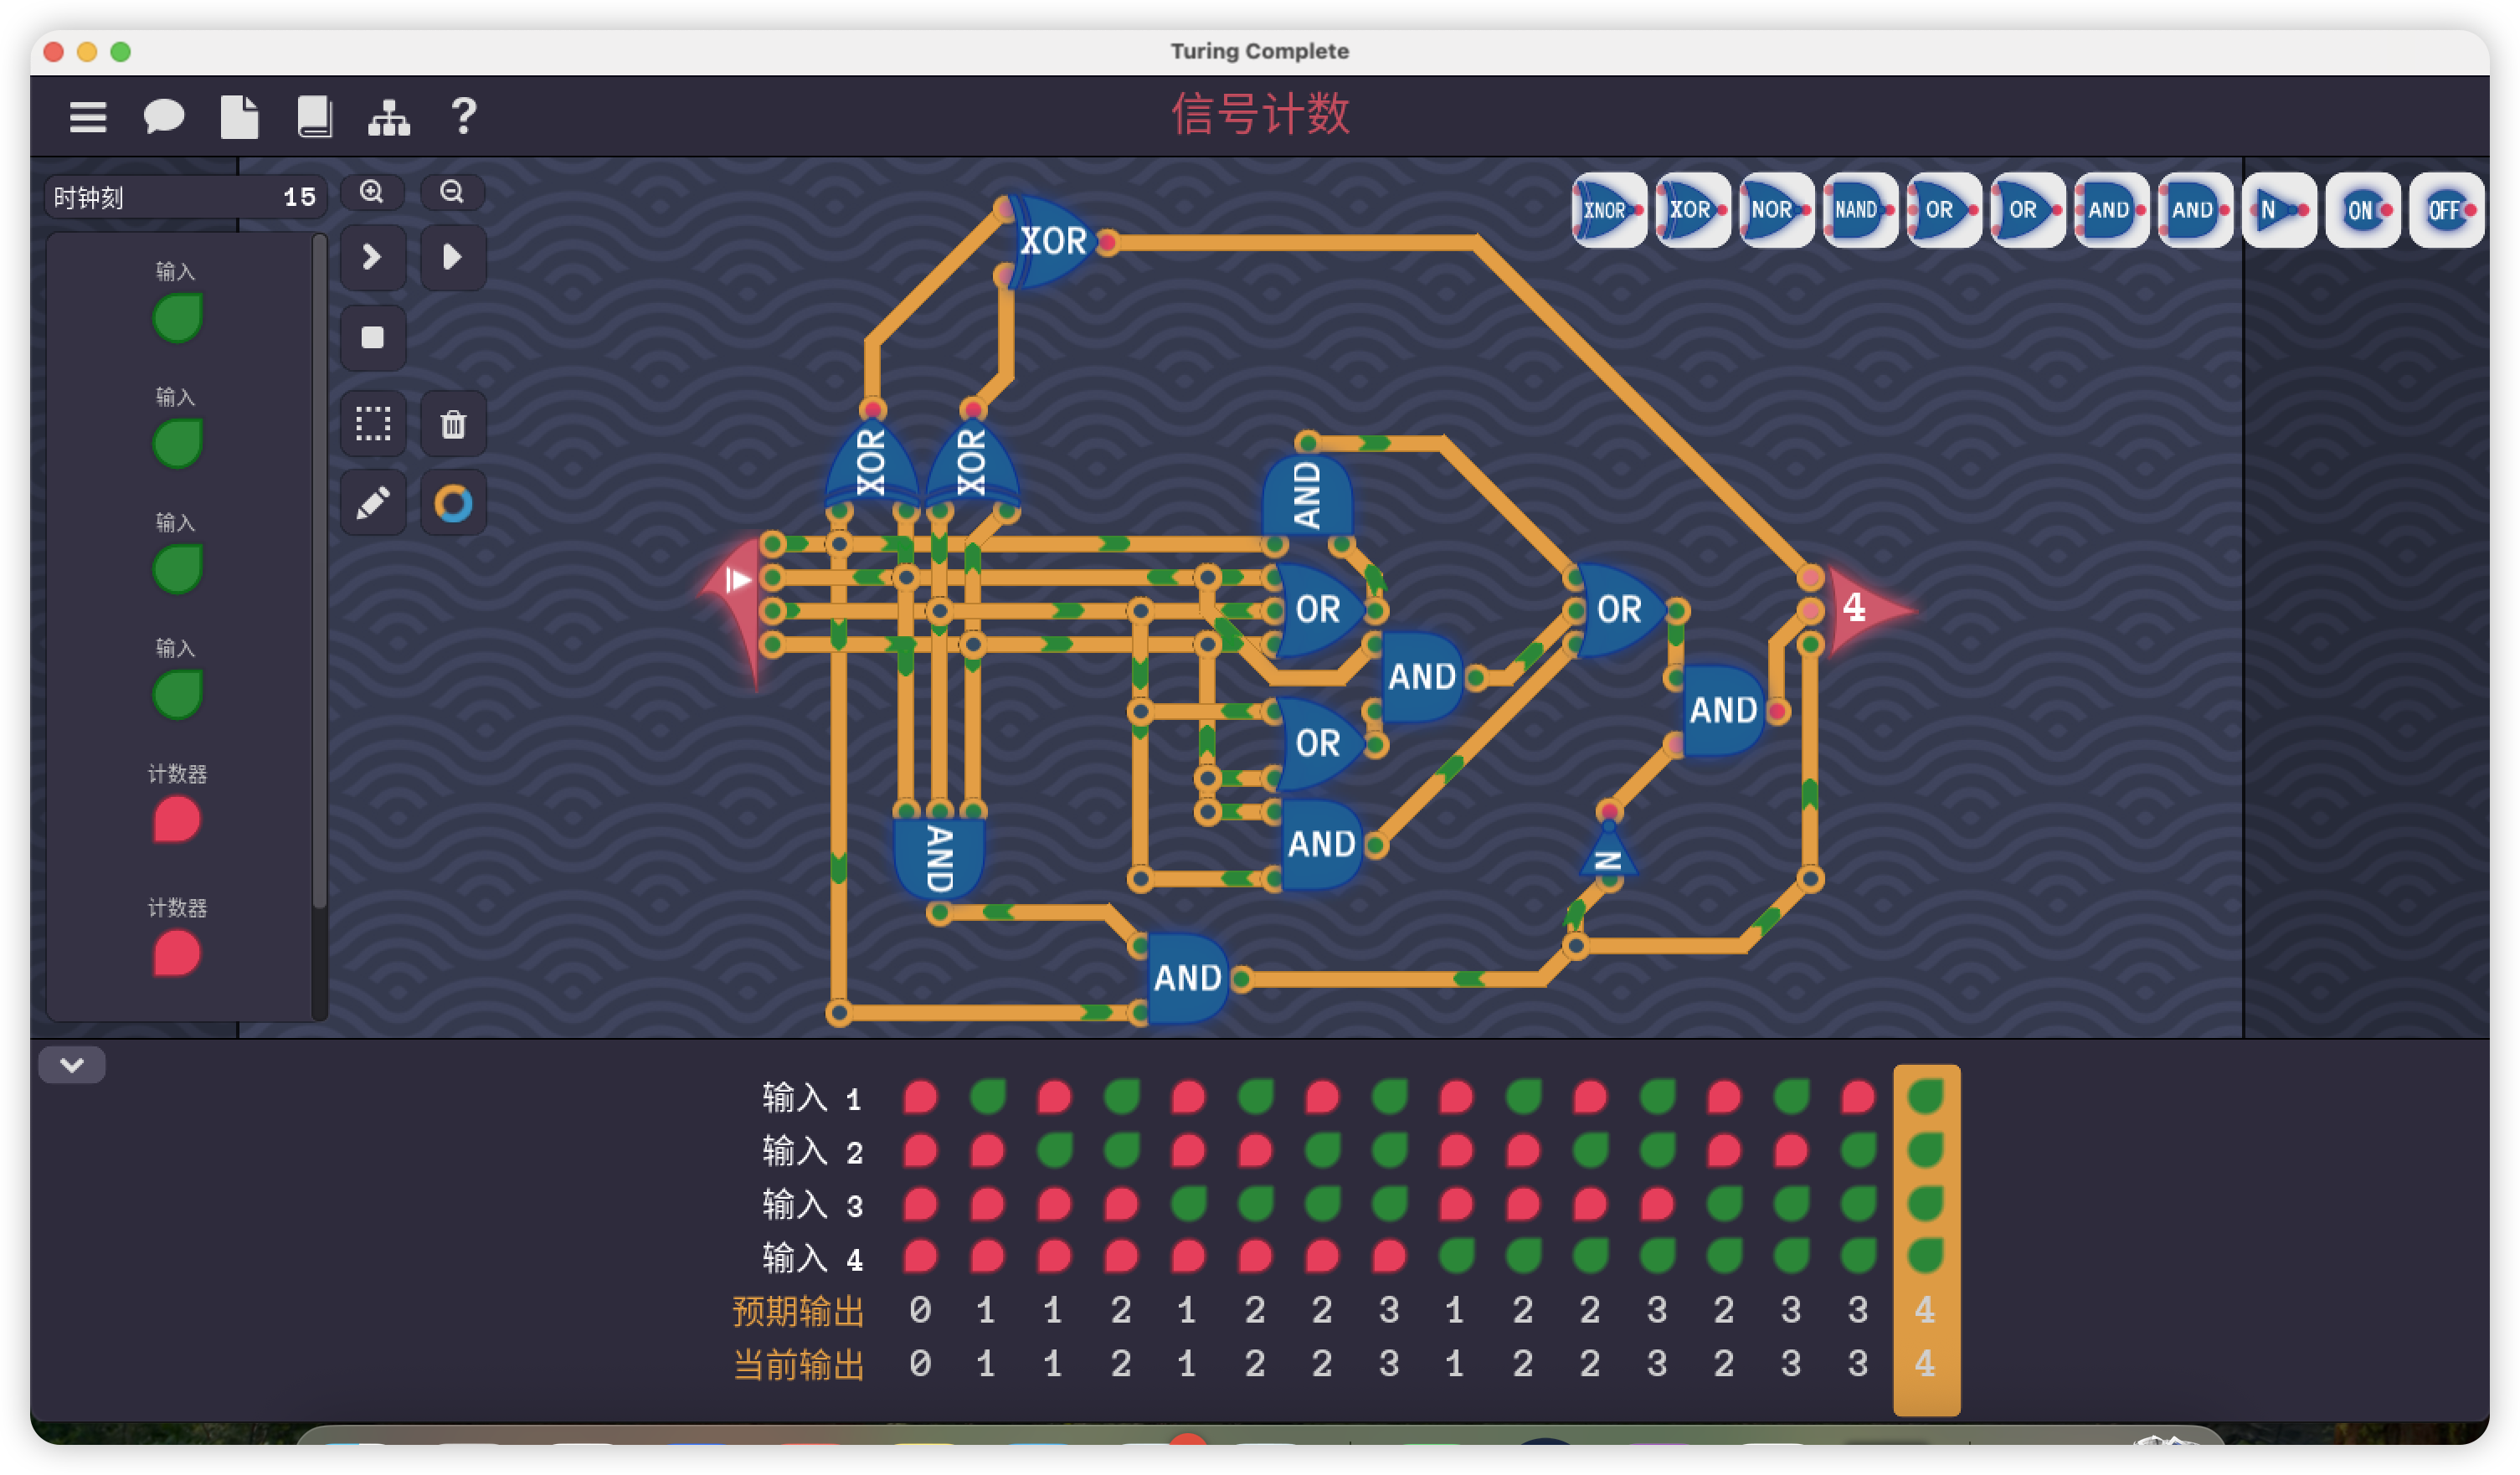 Turing Complete
?
信号计数
时钟刻 15
XNOR XOR NOR NAND OR OR AND AND N ON OFF
输入
输入
输入
输入
计数器
计数器
XOR
XOR XOR
AND
OR OR 4
AND
AND
OR
AND AND N
AND
输入 1
输入 2
输入 3
输入 4
预期输出 0 1 1 2 1 2 2 3 1 2 2 3 2 3 3 4
当前输出 0 1 1 2 1 2 2 3 1 2 2 3 2 3 3 4